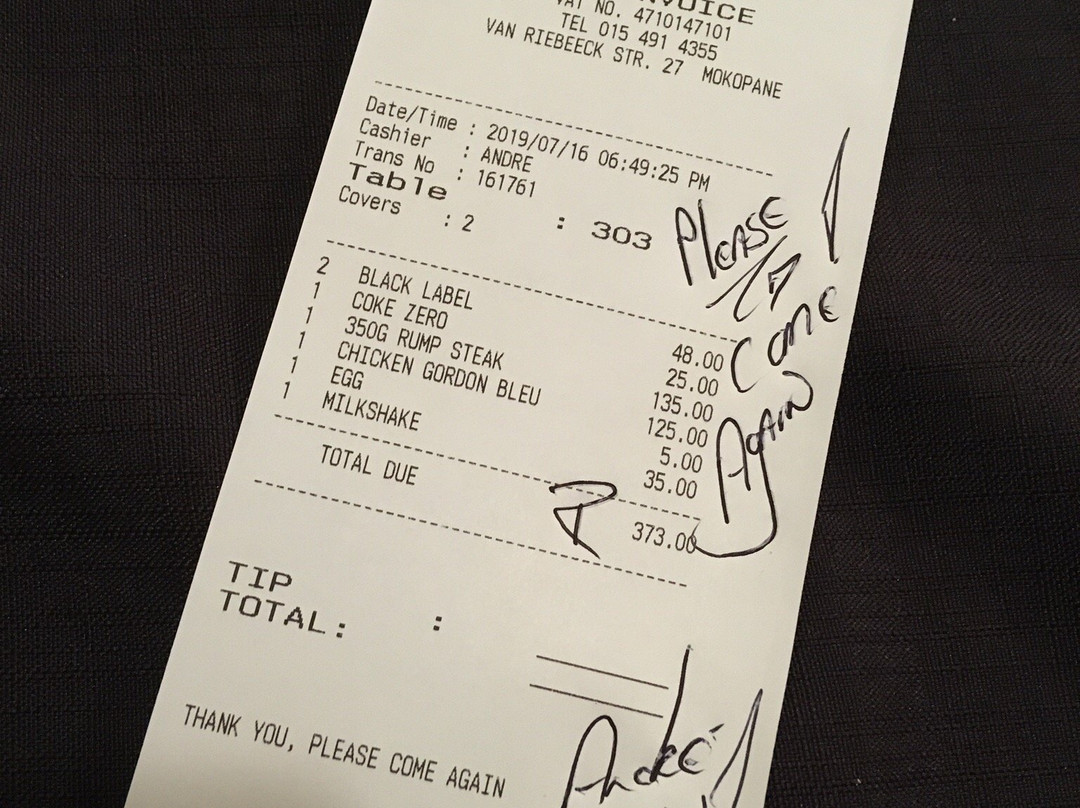 VAT NO. 4710147101
TEL 015 491 4355
VAN RIEBEECK STR. 27 MOKOPANE
Date/Time : 2019/07/16 06:49:25 PM
Cashier : ANDRE
Trans No : 161761
Table : 303
Covers : 2
2 BLACK LABEL 48.00
1 COKE ZERO 25.00
1 350G RUMP STEAK 135.00
1 CHICKEN GORDON BLEU 125.00
1 EGG 5.00
1 MILKSHAKE 35.00
TOTAL DUE R 373.00
Please
Come
Again
TIP :
TOTAL:
THANK YOU, PLEASE COME AGAIN
André